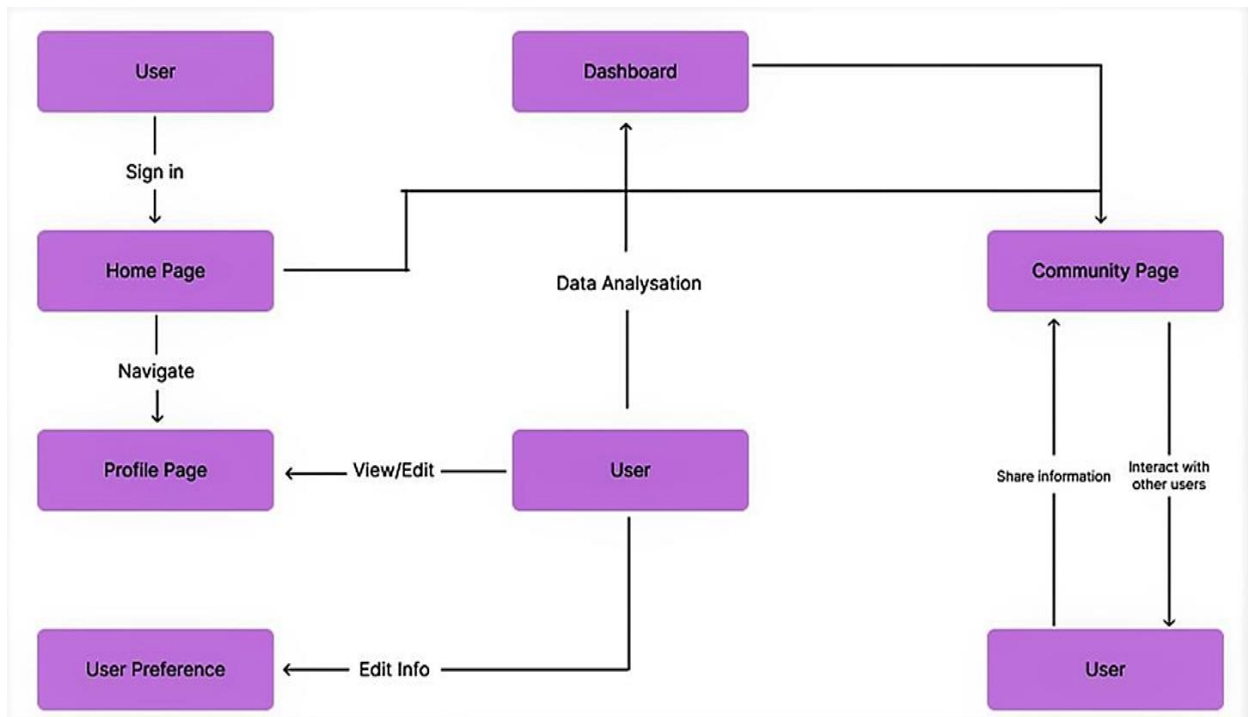 User
Dashboard
Sign in
Home Page
Data Analysation
Community Page
Navigate
Profile Page
View/Edit
User
Share information
Interact with
other users
User Preference
Edit Info
User